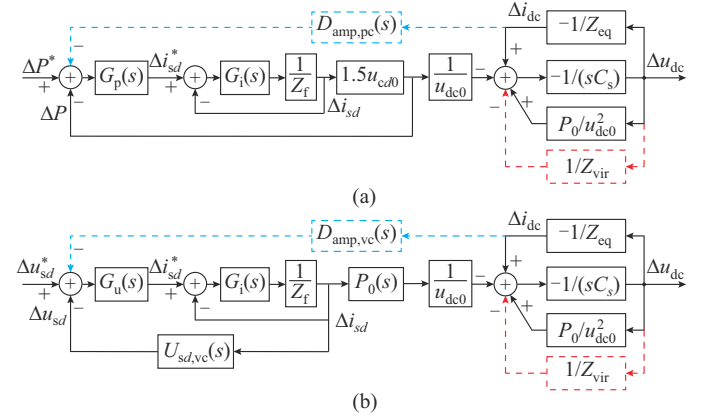 D_amp,pc(s)
Δi_dc
−1/Z_eq
ΔP*
G_p(s)
Δi*_sd
G_i(s)
1/Z_f
1.5u_cd0
1/u_dc0
−1/(sC_s)
Δu_dc
ΔP
Δi_sd
P_0/u²_dc0
1/Z_vir
(a)
D_amp,vc(s)
Δi_dc
−1/Z_eq
Δu*_sd
G_u(s)
Δi*_sd
G_i(s)
1/Z_f
P_0(s)
1/u_dc0
−1/(sC_s)
Δu_dc
Δu_sd
Δi_sd
P_0/u²_dc0
U_sd,vc(s)
1/Z_vir
(b)